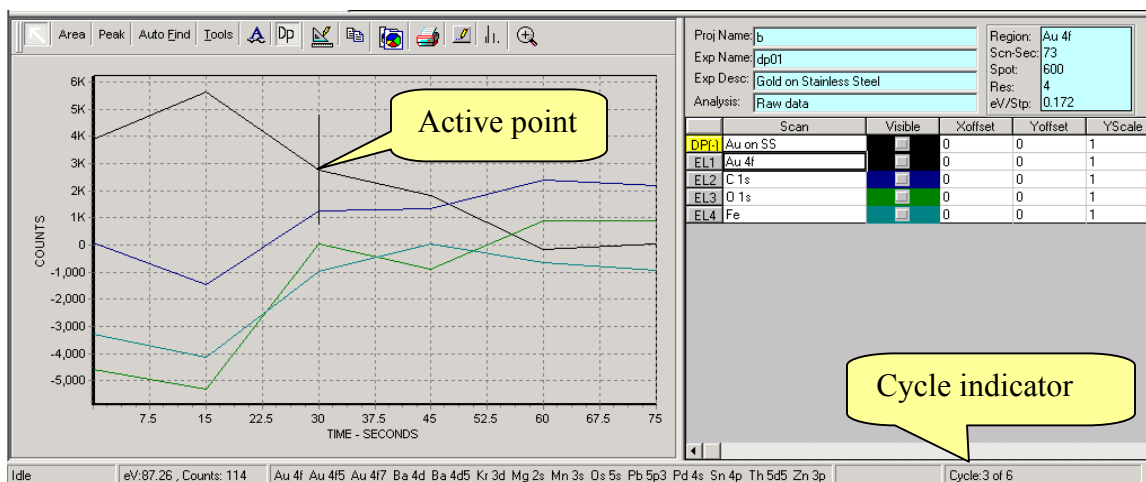 Area Peak Auto Find Tools A Dp
6K
5K
4K
3K
2K
1K
0
-1,000
-2,000
-3,000
-4,000
-5,000
COUNTS
7.5 15 22.5 30 37.5 45 52.5 60 67.5 75
TIME - SECONDS
Active point
Proj Name: b
Exp Name: dp01
Exp Desc: Gold on Stainless Steel
Analysis: Raw data
Region: Au 4f
Scn-Sec: 73
Spot: 600
Res: 4
eV/Stp: 0.172
Scan Visible Xoffset Yoffset YScale
DP(-) Au on SS 0 0 1
EL1 Au 4f 0 0 1
EL2 C 1s 0 0 1
EL3 O 1s 0 0 1
EL4 Fe 0 0 1
Cycle indicator
Idle eV:87.26 , Counts: 114 Au 4f Au 4f5 Au 4f7 Ba 4d Ba 4d5 Kr 3d Mg 2s Mn 3s Os 5s Pb 5p3 Pd 4s Sn 4p Th 5d5 Zn 3p Cycle:3 of 6